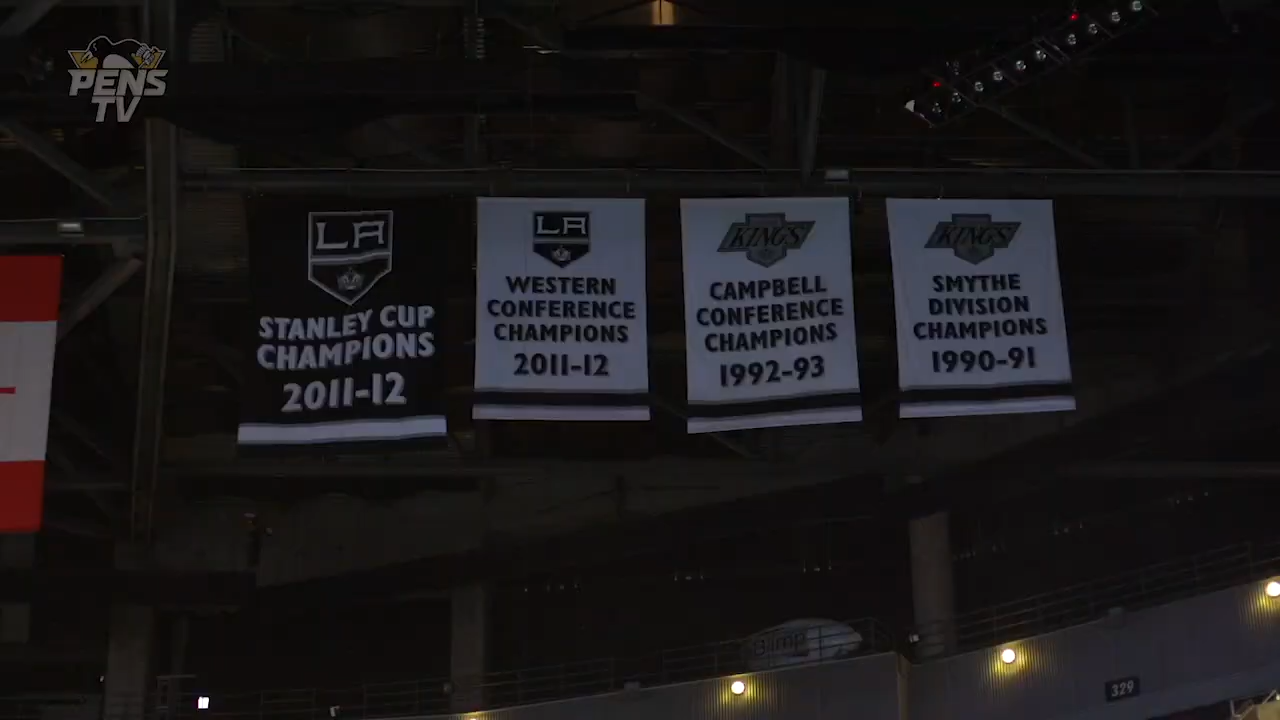 PENS
TV
LA
STANLEY CUP
CHAMPIONS
2011-12
LA
WESTERN
CONFERENCE
CHAMPIONS
2011-12
KINGS
CAMPBELL
CONFERENCE
CHAMPIONS
1992-93
KINGS
SMYTHE
DIVISION
CHAMPIONS
1990-91
329